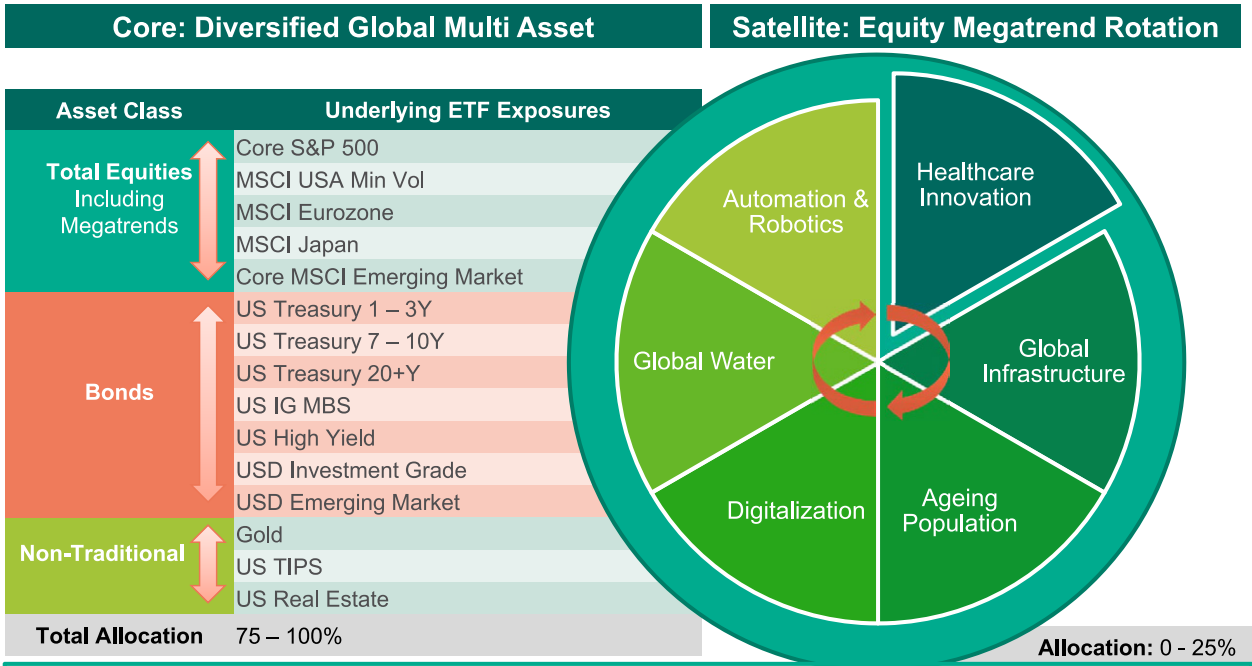 Core: Diversified Global Multi Asset
Satellite: Equity Megatrend Rotation
Asset Class
Underlying ETF Exposures
Total Equities
Including
Megatrends
Core S&P 500
MSCI USA Min Vol
MSCI Eurozone
MSCI Japan
Core MSCI Emerging Market
Bonds
US Treasury 1 – 3Y
US Treasury 7 – 10Y
US Treasury 20+Y
US IG MBS
US High Yield
USD Investment Grade
USD Emerging Market
Non-Traditional
Gold
US TIPS
US Real Estate
Total Allocation
75 – 100%
Healthcare
Innovation
Global
Infrastructure
Ageing
Population
Digitalization
Global Water
Automation &
Robotics
Allocation: 0 - 25%